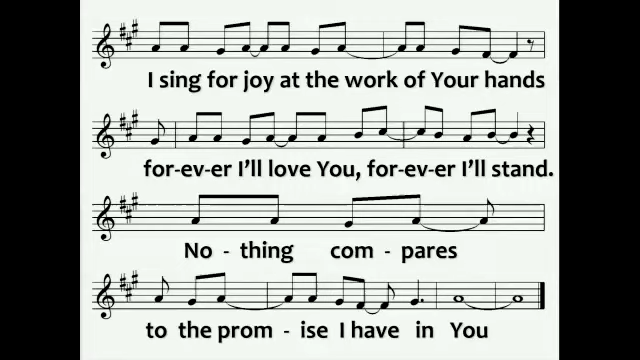 I sing for joy at the work of Your hands
for-ev-er I'll love You, for-ev-er I'll stand.
No - thing com - pares
to the prom - ise I have in You